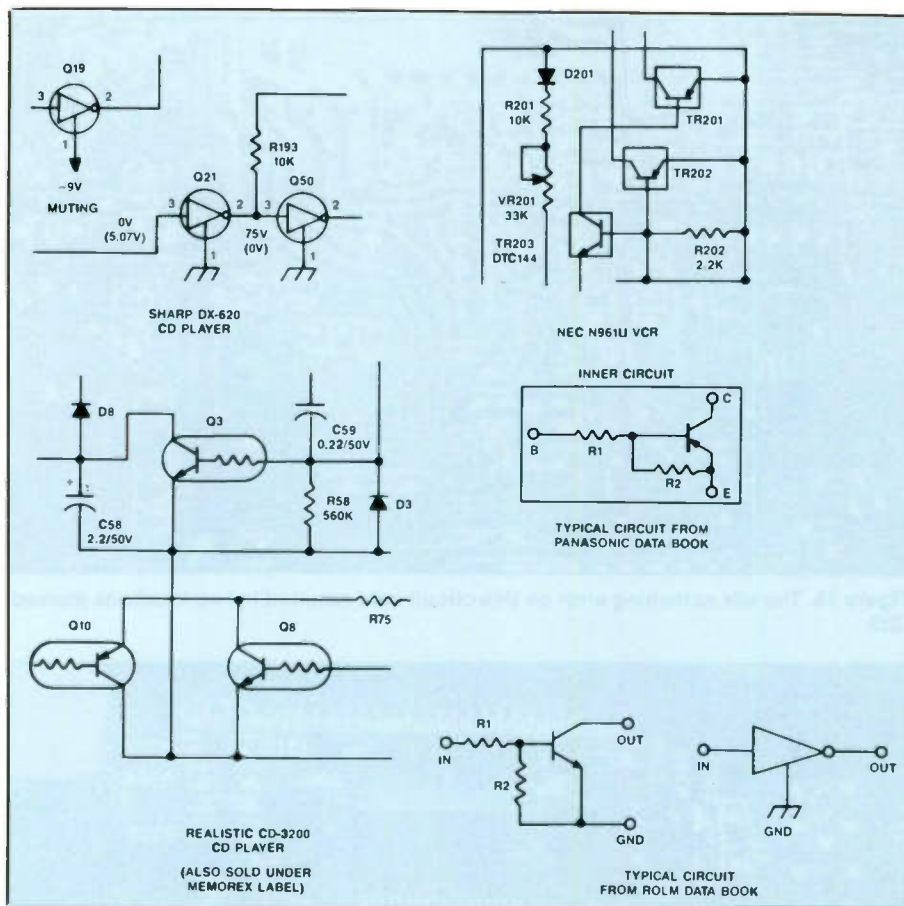 Q19
3
2
1
-9V
MUTING
R193
10K
Q21
Q50
3
2
3
2
0V
(5.07V)
75V
(0V)
1
1
SHARP DX-620
CD PLAYER
D201
R201
10K
TR201
TR202
VR201
33K
TR203
DTC144
R202
2.2K
NEC N961U VCR
INNER CIRCUIT
C
B
R1
R2
E
TYPICAL CIRCUIT FROM
PANASONIC DATA BOOK
D8
Q3
C59
0.22/50V
+
R58
560K
D3
C58
2.2/50V
R75
Q10
Q8
REALISTIC CD-3200
CD PLAYER
(ALSO SOLD UNDER
MEMOREX LABEL)
R1
OUT
IN
R2
GND
IN
OUT
GND
TYPICAL CIRCUIT
FROM ROLM DATA BOOK